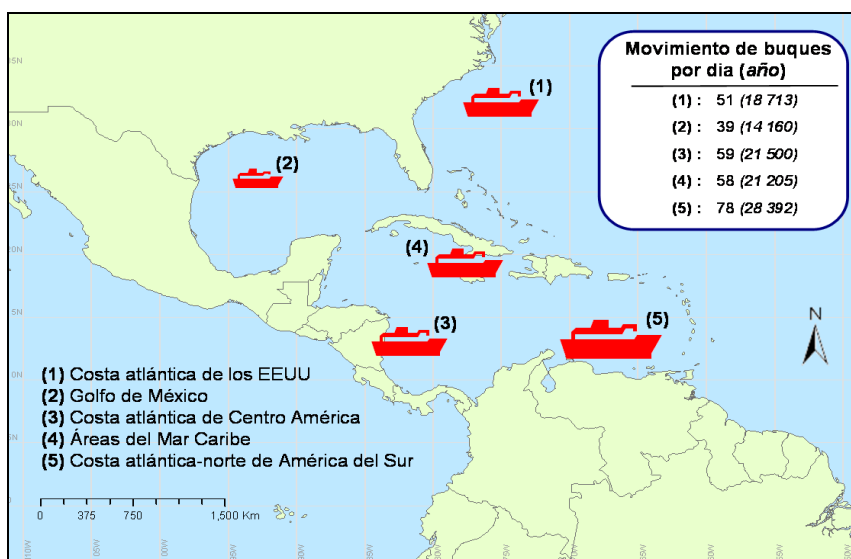 Movimiento de buques
por dia (año)
(1) : 51 (18 713)
(2) : 39 (14 160)
(3) : 59 (21 500)
(4) : 58 (21 205)
(5) : 78 (28 392)
(1)
(2)
(4)
(3)
(5)
N
(1) Costa atlántica de los EEUU
(2) Golfo de México
(3) Costa atlántica de Centro América
(4) Áreas del Mar Caribe
(5) Costa atlántica-norte de América del Sur
0 375 750 1,500 Km